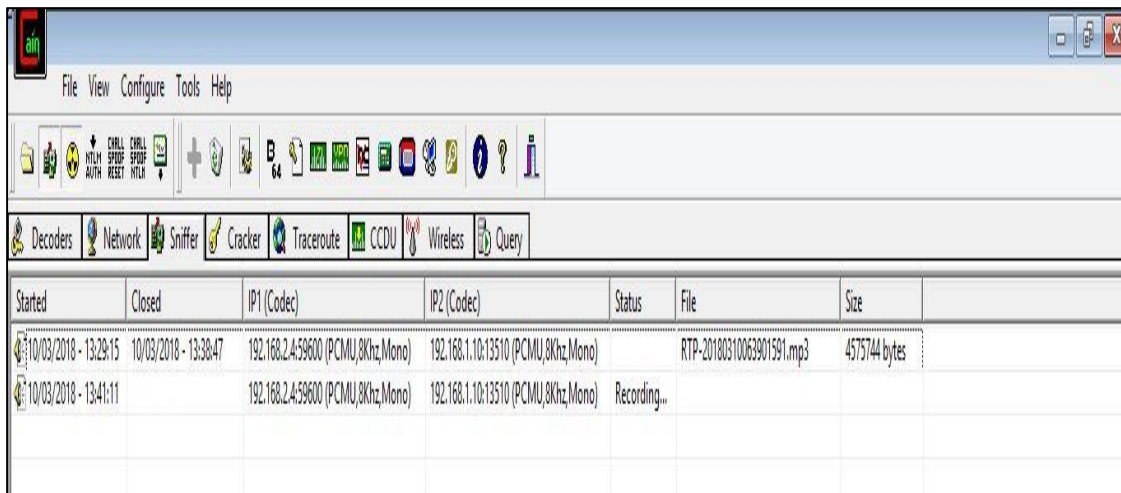 Cain
File View Configure Tools Help
NTLM AUTH CHALL SPOOF RESET CHALL SPOOF NTLM B 64 ?
Decoders Network Sniffer Cracker Traceroute CCDU Wireless Query
Started Closed IP1 (Codec) IP2 (Codec) Status File Size
10/03/2018 - 13:29:15 10/03/2018 - 13:38:47 192.168.2.4:59600 (PCMU,8Khz,Mono) 192.168.1.10:13510 (PCMU,8Khz,Mono) RTP-20180310063901591.mp3 4575744 bytes
10/03/2018 - 13:41:11 192.168.2.4:59600 (PCMU,8Khz,Mono) 192.168.1.10:13510 (PCMU,8Khz,Mono) Recording...